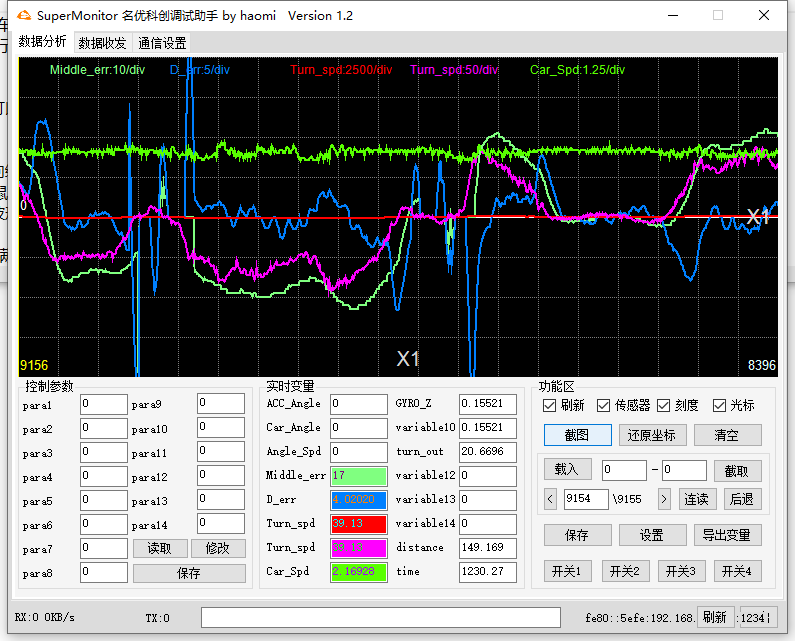 SuperMonitor 名优科创调试助手 by haomi Version 1.2
数据分析 数据收发 通信设置
Middle_err:10/div D_err:5/div Turn_spd:2500/div Turn_spd:50/div Car_Spd:1.25/div
0
X1
X1
9156 8396
控制参数 实时变量 功能区
para1 0 para9 0 ACC_Angle 0 GYRO_Z 0.15521 刷新 传感器 刻度 光标
para2 0 para10 0 Car_Angle 0 variable10 0.15521 截图 还原坐标 清空
para3 0 para11 0 Angle_Spd 0 turn_out 20.6696
para4 0 para12 0 Middle_err 17 variable12 0 载入 0 - 0 截取
para5 0 para13 0 D_err 4.02020 variable13 0 < 9154 \9155 > 连读 后退
para6 0 para14 0 Turn_spd 39.13 variable14 0 保存 设置 导出变量
para7 0 读取 修改 Turn_spd 39.13 distance 149.169
para8 0 保存 Car_Spd 2.16928 time 1230.27 开关1 开关2 开关3 开关4
RX:0 0KB/s TX:0 fe80::5efe:192.168. 刷新 :1234